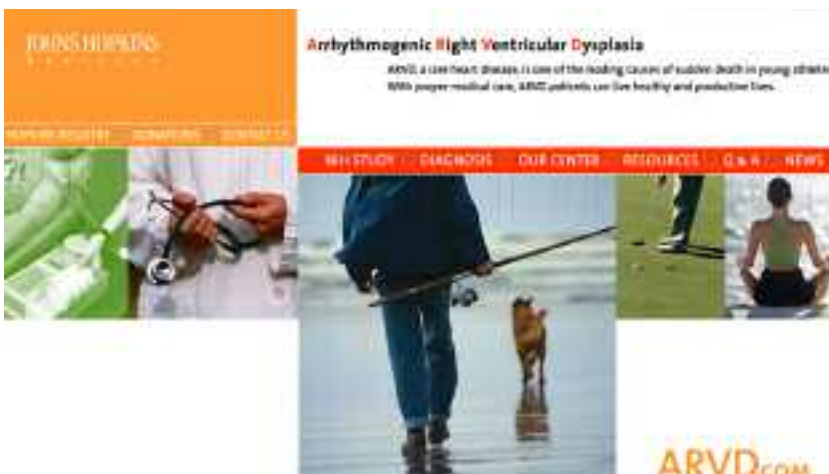 JOHNS HOPKINS
MEDICINE
Arrhythmogenic Right Ventricular Dysplasia
ARVD, a rare heart disease, is one of the leading causes of sudden death in young athletes
With proper medical care, ARVD patients can live healthy and productive lives.
REGISTRY DONATIONS CONTACT US
NIH STUDY DIAGNOSIS OUR CENTER RESOURCES Q & A NEWS
ARVD.COM